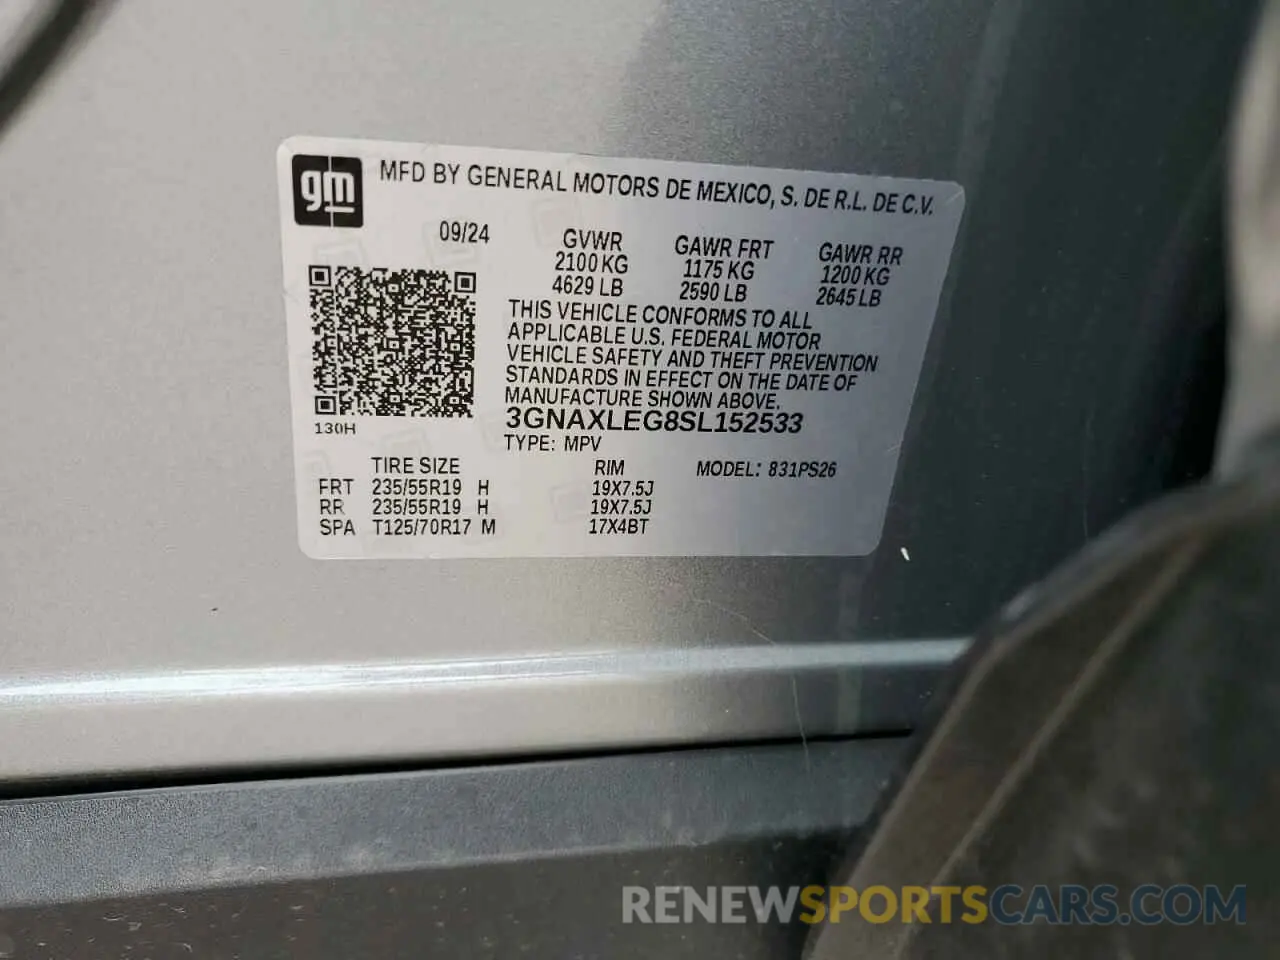 gm MFD BY GENERAL MOTORS DE MEXICO, S. DE R.L. DE C.V.
09/24 GVWR GAWR FRT GAWR RR
2100 KG 1175 KG 1200 KG
4629 LB 2590 LB 2645 LB
THIS VEHICLE CONFORMS TO ALL
APPLICABLE U.S. FEDERAL MOTOR
VEHICLE SAFETY AND THEFT PREVENTION
STANDARDS IN EFFECT ON THE DATE OF
MANUFACTURE SHOWN ABOVE.
3GNAXLEG8SL152533
130H
TYPE: MPV
TIRE SIZE RIM MODEL: 831PS26
FRT 235/55R19 H 19X7.5J
RR 235/55R19 H 19X7.5J
SPA T125/70R17 M 17X4BT
RENEWSPORTSCARS.COM